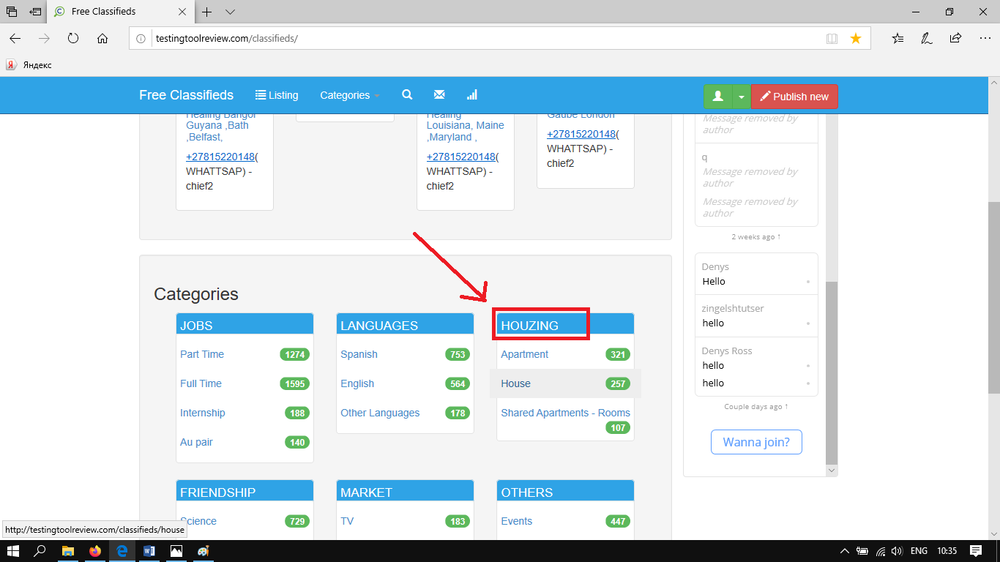 Free Classifieds
testingtoolreview.com/classifieds/
Яндекс
Free Classifieds
Listing
Categories
Publish new
Healing Bangor
Guyana ,Bath
,Belfast,
+27815220148(
WHATTSAP) -
chief2
Healing
Louisiana, Maine
,Maryland ,
+27815220148(
WHATTSAP) -
chief2
Gaube London
+27815220148(
WHATTSAP) -
chief2
Message removed by
author
q
Message removed by
author
Message removed by
author
2 weeks ago ↑
Denys
Hello
zingelshtutser
hello
Denys Ross
hello
hello
Couple days ago ↑
Wanna join?
Categories
JOBS
Part Time 1274
Full Time 1595
Internship 188
Au pair 140
LANGUAGES
Spanish 753
English 564
Other Languages 178
HOUZING
Apartment 321
House 257
Shared Apartments - Rooms
107
FRIENDSHIP
Science 729
MARKET
TV 183
OTHERS
Events 447
http://testingtoolreview.com/classifieds/house
ENG
10:35